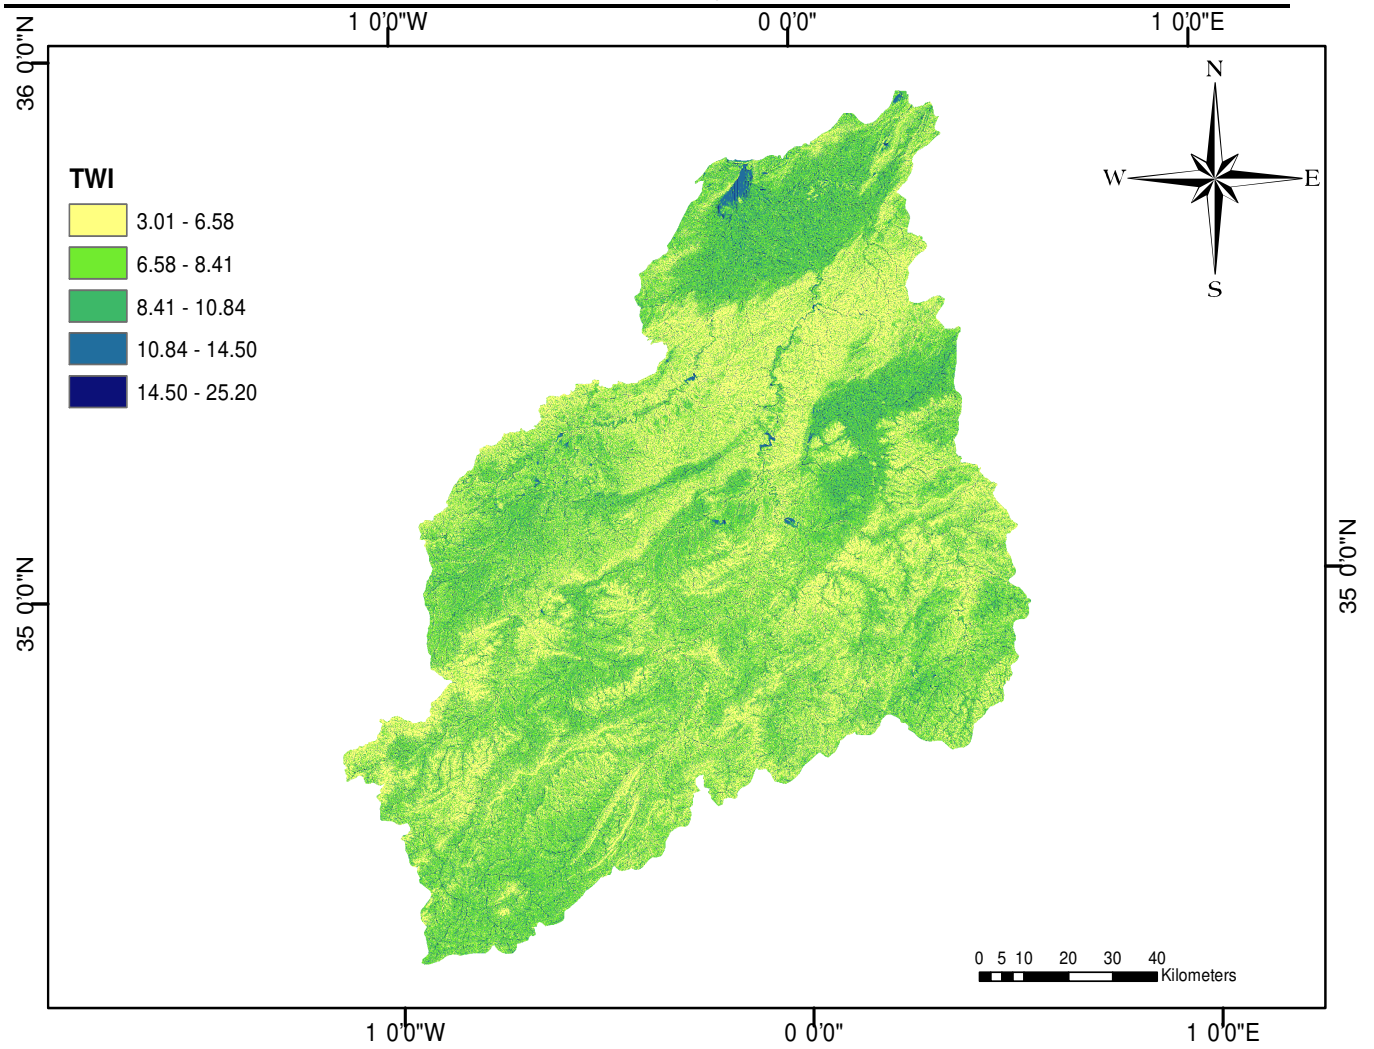 1 0'0"W 0 0'0" 1 0'0"E
36 0'0"N
N
W E
S
TWI
3.01 - 6.58
6.58 - 8.41
8.41 - 10.84
10.84 - 14.50
14.50 - 25.20
35 0'0"N
35 0'0"N
0 5 10 20 30 40
Kilometers
1 0'0"W 0 0'0" 1 0'0"E